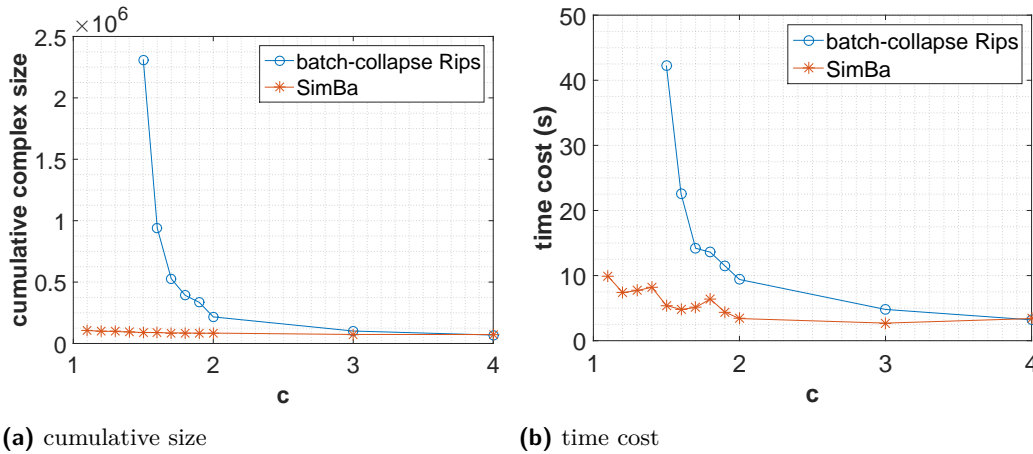 ×10^6
2.5
2
1.5
1
0.5
0
1
2
3
4
cumulative complex size
c
batch-collapse Rips
SimBa
(a) cumulative size
50
40
30
20
10
0
1
2
3
4
time cost (s)
c
batch-collapse Rips
SimBa
(b) time cost